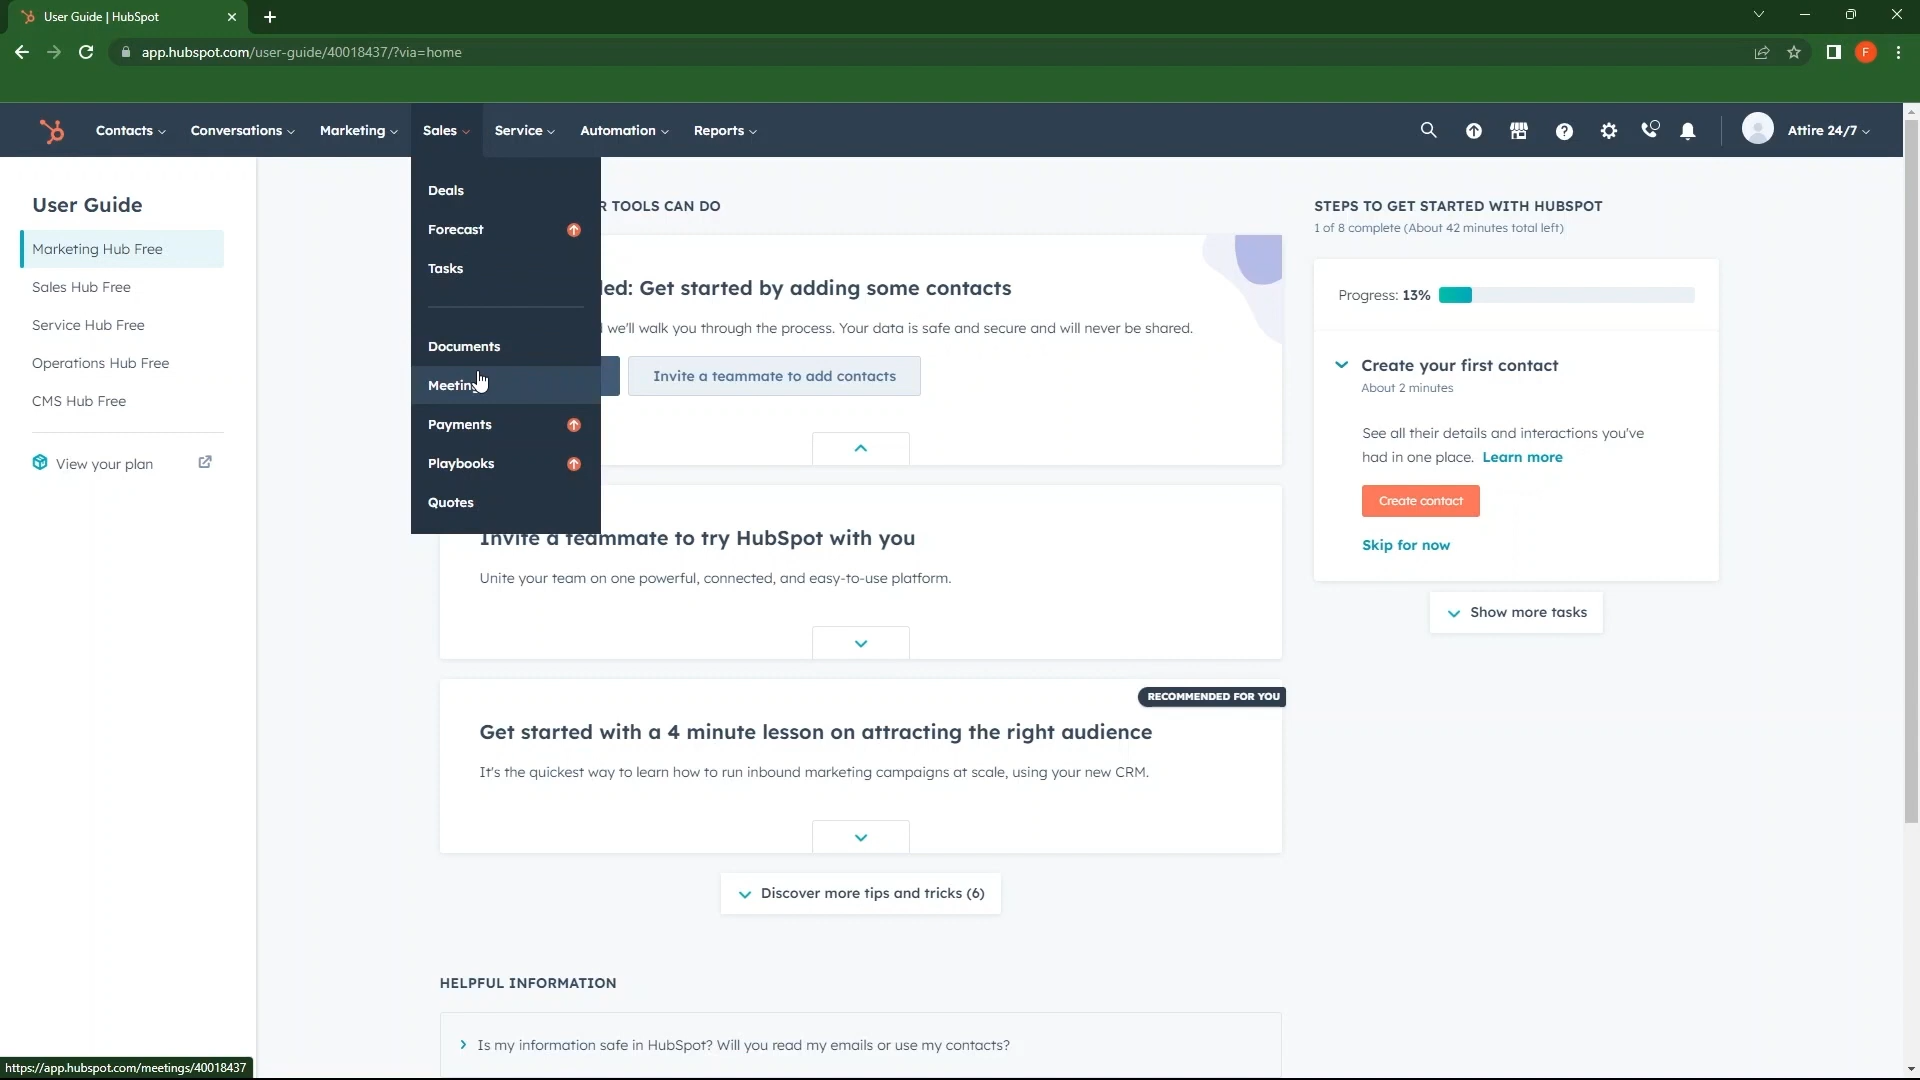 User Guide | HubSpot
app.hubspot.com/user-guide/40018437/?via=home
F
Contacts
Conversations
Marketing
Sales
Service
Automation
Reports
Attire 24/7
User Guide
Marketing Hub Free
Sales Hub Free
Service Hub Free
Operations Hub Free
CMS Hub Free
View your plan
Deals
Forecast
Tasks
Documents
Payments
Playbooks
Quotes
TOOLS CAN DO
Get started by adding some contacts
we'll walk you through the process. Your data is safe and secure and will never be shared.
Invite a teammate to add contacts
Invite a teammate to try HubSpot with you
Unite your team on one powerful, connected, and easy-to-use platform.
RECOMMENDED FOR YOU
Get started with a 4 minute lesson on attracting the right audience
It's the quickest way to learn how to run inbound marketing campaigns at scale, using your new CRM.
Discover more tips and tricks (6)
HELPFUL INFORMATION
Is my information safe in HubSpot? Will you read my emails or use my contacts?
STEPS TO GET STARTED WITH HUBSPOT
1 of 8 complete (About 42 minutes total left)
Progress: 13%
Create your first contact
About 2 minutes
See all their details and interactions you've
had in one place. Learn more
Create contact
Skip for now
Show more tasks
https://app.hubspot.com/meetings/40018437